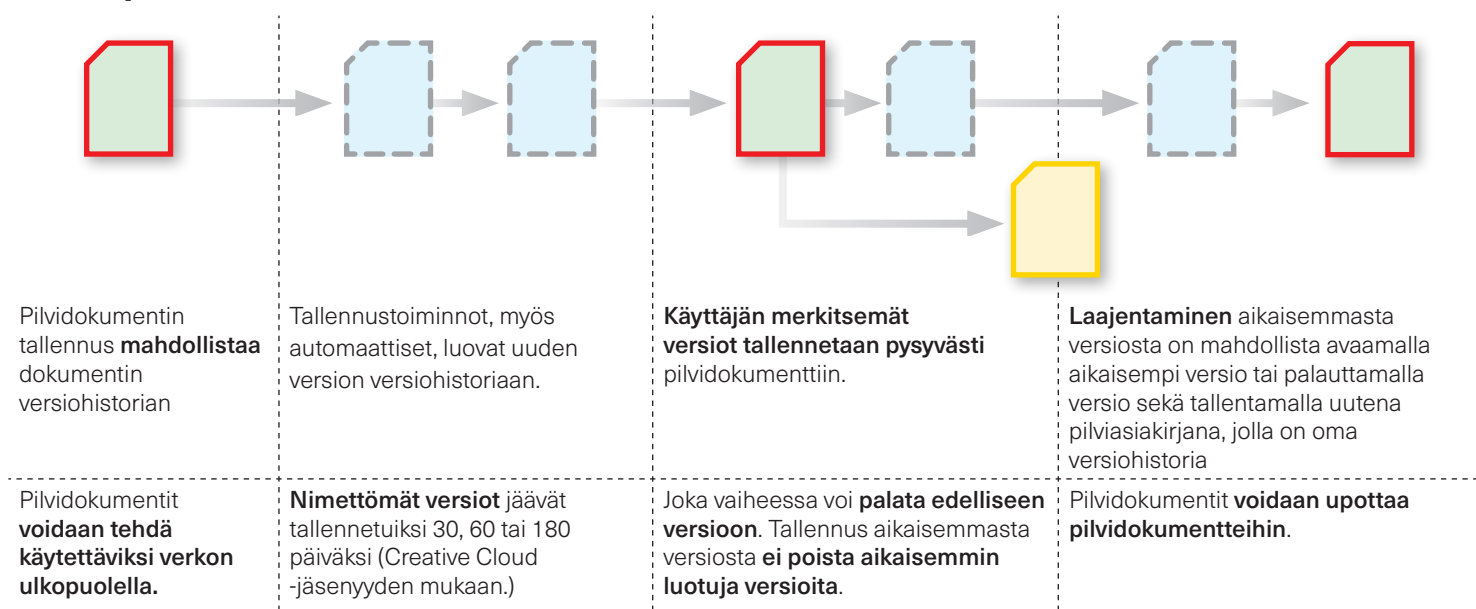 Pilvidokumentin
tallennus mahdollistaa
dokumentin
versiohistorian
Tallennustoiminnot, myös
automaattiset, luovat uuden
version versiohistoriaan.
Käyttäjän merkitsemät
versiot tallennetaan pysyvästi
pilvidokumenttiin.
Laajentaminen aikaisemmasta
versiosta on mahdollista avaamalla
aikaisempi versio tai palauttamalla
versio sekä tallentamalla uutena
pilviasiakirjana, jolla on oma
versiohistoria
Pilvidokumentit
voidaan tehdä
käytettäviksi verkon
ulkopuolella.
Nimettömät versiot jäävät
tallennetuiksi 30, 60 tai 180
päiväksi (Creative Cloud
-jäsenyyden mukaan.)
Joka vaiheessa voi palata edelliseen
versioon. Tallennus aikaisemmasta
versiosta ei poista aikaisemmin
luotuja versioita.
Pilvidokumentit voidaan upottaa
pilvidokumentteihin.